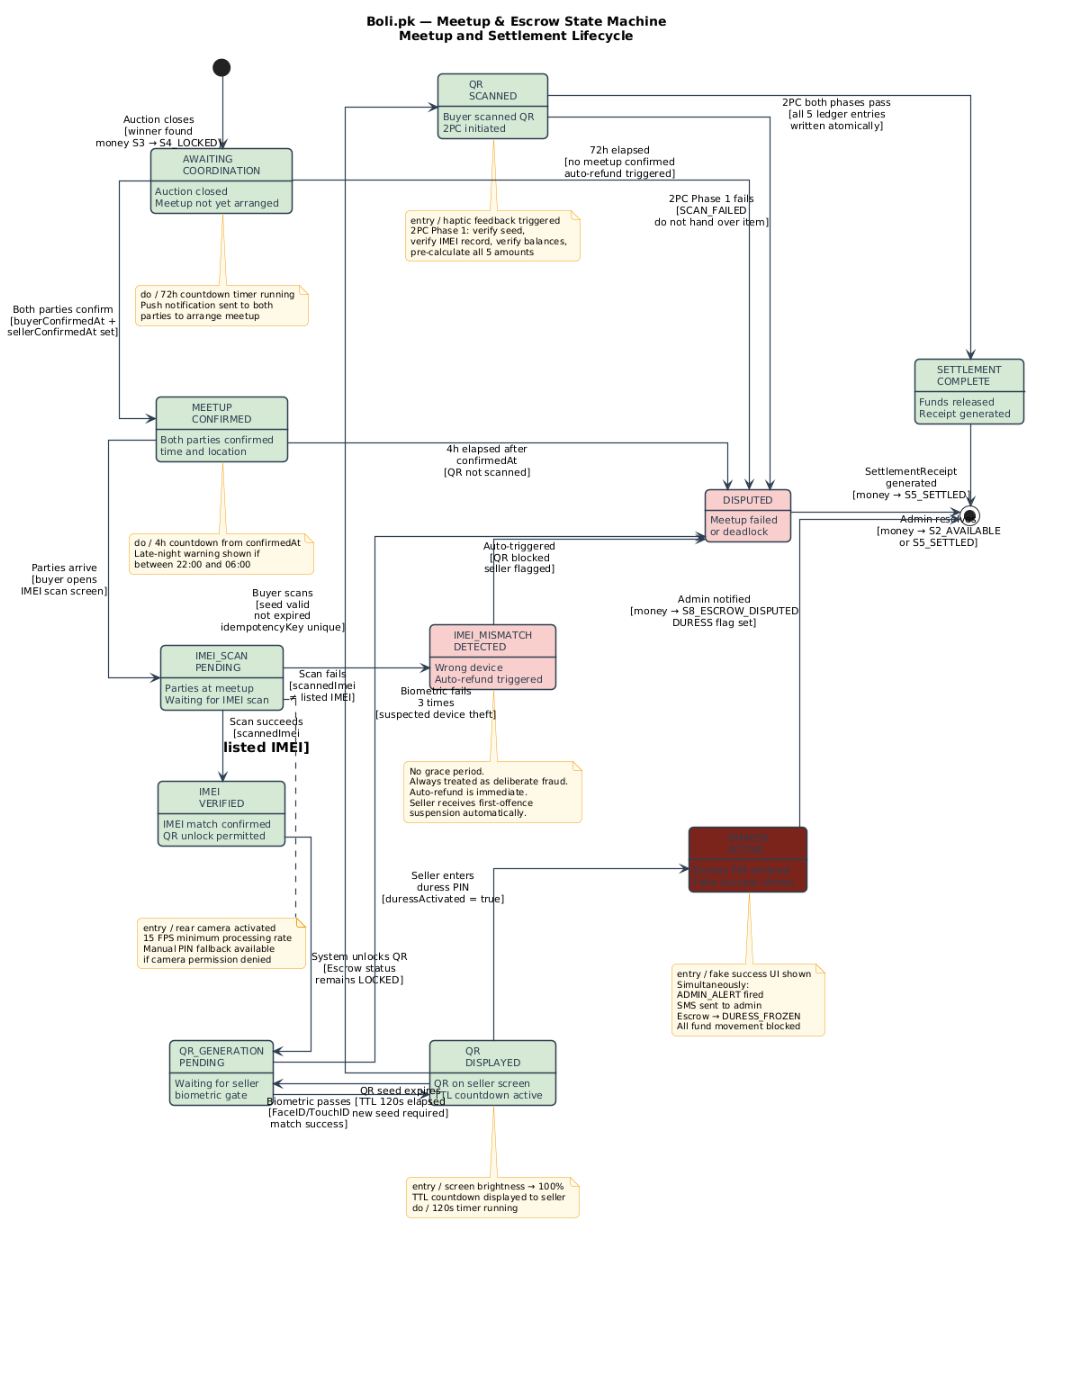 Boli.pk — Meetup & Escrow State Machine
Meetup and Settlement Lifecycle
Auction closes
[winner found
money S3 → S4_LOCKED]
AWAITING
COORDINATION
Auction closed
Meetup not yet arranged
do / 72h countdown timer running
Push notification sent to both
parties to arrange meetup
QR
SCANNED
Buyer scanned QR
2PC initiated
entry / haptic feedback triggered
2PC Phase 1: verify seed,
verify IMEI record, verify balances,
pre-calculate all 5 amounts
2PC both phases pass
[all 5 ledger entries
written atomically]
72h elapsed
[no meetup confirmed
auto-refund triggered]
2PC Phase 1 fails
[SCAN_FAILED
do not hand over item]
Both parties confirm
[buyerConfirmedAt +
sellerConfirmedAt set]
MEETUP
CONFIRMED
Both parties confirmed
time and location
do / 4h countdown from confirmedAt
Late-night warning shown if
between 22:00 and 06:00
4h elapsed after
confirmedAt
[QR not scanned]
SETTLEMENT
COMPLETE
Funds released
Receipt generated
SettlementReceipt
generated
[money → S5_SETTLED]
DISPUTED
Meetup failed
or deadlock
Admin resolves
[money → S2_AVAILABLE
or S5_SETTLED]
Auto-triggered
[QR blocked
seller flagged]
Parties arrive
[buyer opens
IMEI scan screen]
Buyer scans
[seed valid
not expired
idempotencyKey unique]
Admin notified
[money → S8_ESCROW_DISPUTED
DURESS flag set]
IMEI_SCAN
PENDING
Parties at meetup
Waiting for IMEI scan
Scan fails
[scannedImei
≠ listed IMEI]
IMEI_MISMATCH
DETECTED
Wrong device
Auto-refund triggered
Biometric fails
3 times
[suspected device theft]
Scan succeeds
[scannedImei
listed IMEI]
No grace period.
Always treated as deliberate fraud.
Auto-refund is immediate.
Seller receives first-offence
suspension automatically.
IMEI
VERIFIED
IMEI match confirmed
QR unlock permitted
Seller enters
duress PIN
[duressActivated = true]
entry / rear camera activated
15 FPS minimum processing rate
Manual PIN fallback available
if camera permission denied
System unlocks QR
[Escrow status
remains LOCKED]
entry / fake success UI shown
Simultaneously:
ADMIN_ALERT fired
SMS sent to admin
Escrow → DURESS_FROZEN
All fund movement blocked
QR_GENERATION
PENDING
Waiting for seller
biometric gate
QR
DISPLAYED
QR on seller screen
TTL countdown active
QR seed expires
[TTL 120s elapsed
new seed required]
Biometric passes
[FaceID/TouchID
match success]
entry / screen brightness → 100%
TTL countdown displayed to seller
do / 120s timer running